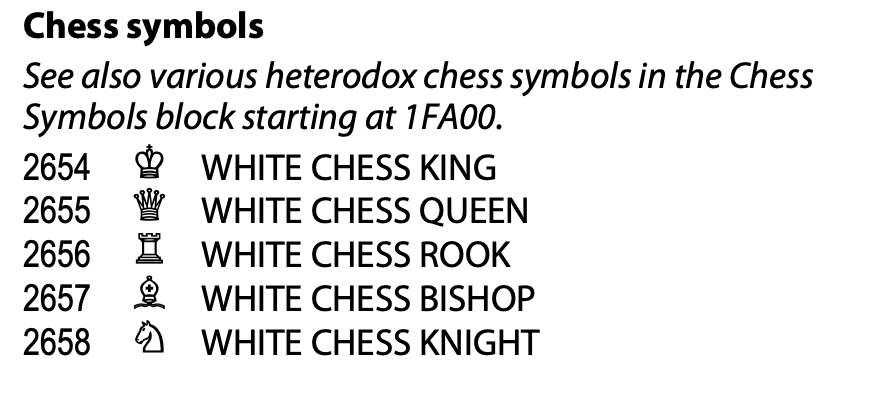 Chess symbols
See also various heterodox chess symbols in the Chess
Symbols block starting at 1FA00.
2654 ♔ WHITE CHESS KING
2655 ♕ WHITE CHESS QUEEN
2656 ♖ WHITE CHESS ROOK
2657 ♗ WHITE CHESS BISHOP
2658 ♘ WHITE CHESS KNIGHT